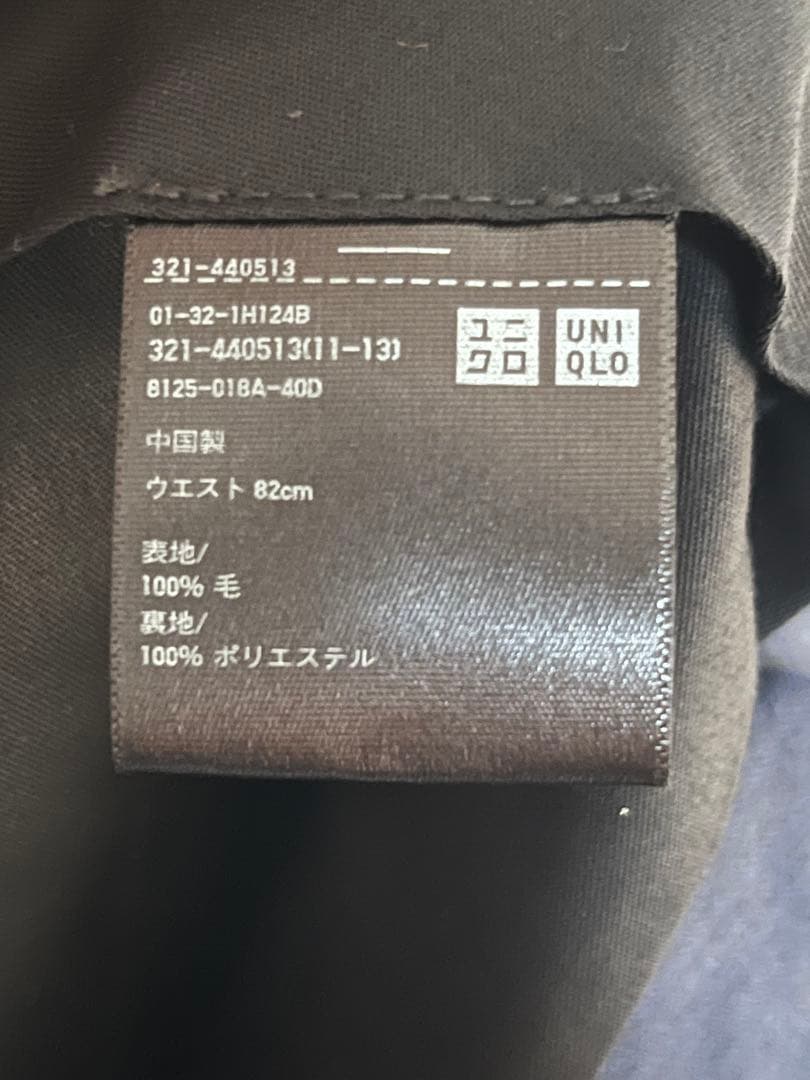 321-440513
01-32-1H124B
321-440513(11-13)
8125-018A-40D
ユニ
クロ
UNI
QLO
中国製
ウエスト 82cm
表地/
100% 毛
裏地/
100% ポリエステル